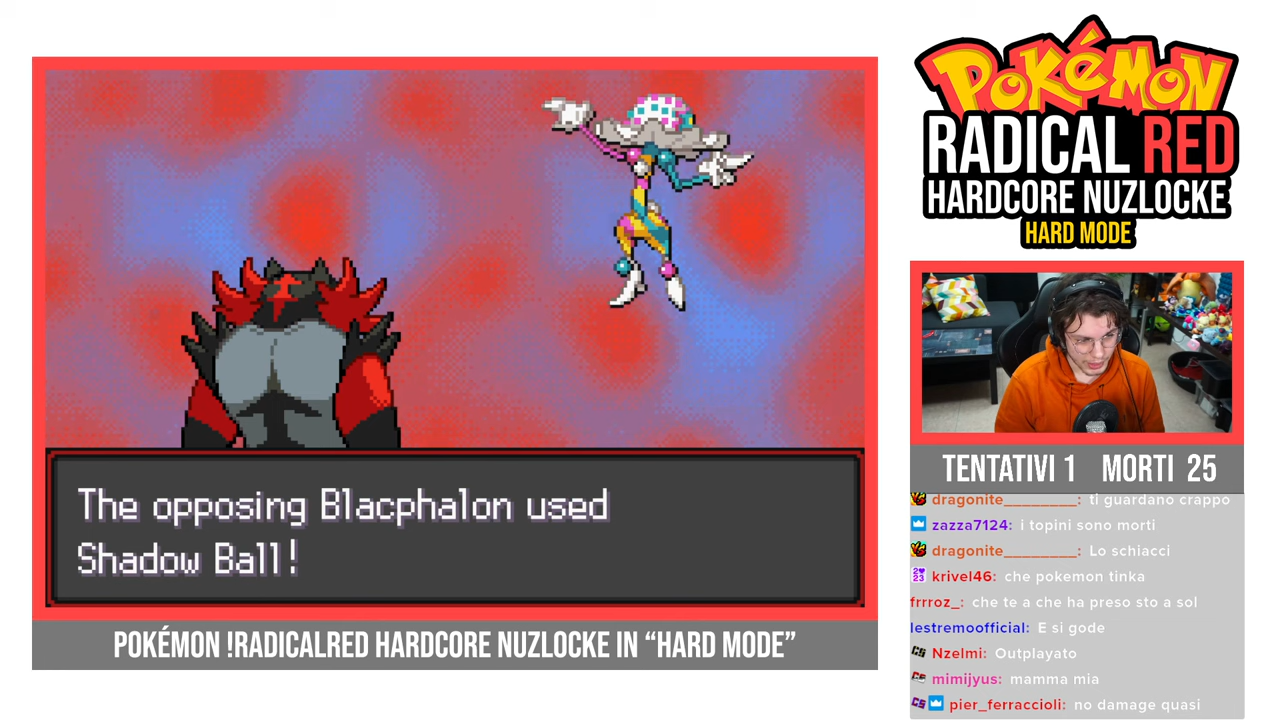 POKÉMON
RADICAL RED
HARDCORE NUZLOCKE
HARD MODE
The opposing Blacphalon used
Shadow Ball!
POKÉMON !RADICALRED HARDCORE NUZLOCKE IN “HARD MODE”
TENTATIVI 1 MORTI 25
dragonite________: ti guardano crappo
zazza7124: i topini sono morti
dragonite________: Lo schiacci
krivel46: che pokemon tinka
frrroz_: che te a che ha preso sto a sol
lestremoofficial: E si gode
Nzelmi: Outplayato
mimijyus: mamma mia
pier_ferraccioli: no damage quasi